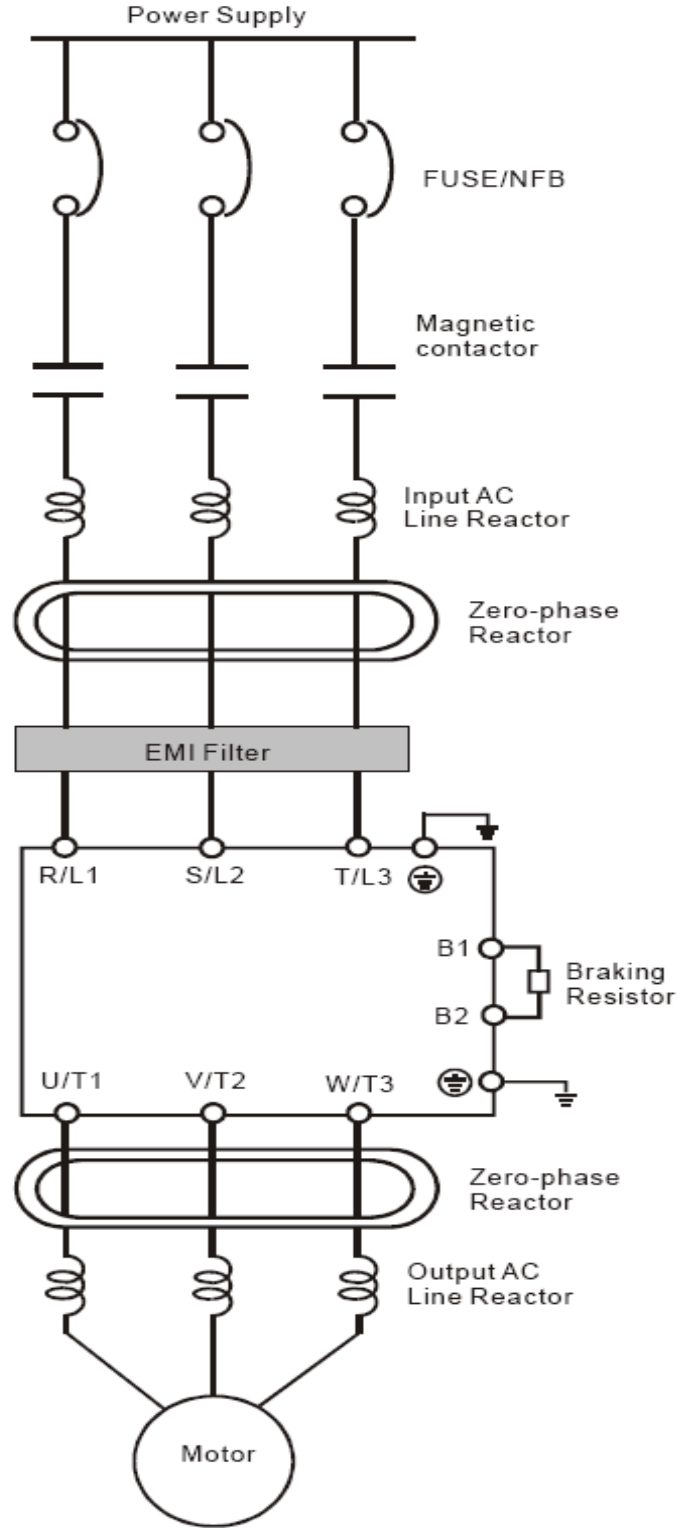 Power Supply
FUSE/NFB
Magnetic
contactor
Input AC
Line Reactor
Zero-phase
Reactor
EMI Filter
R/L1 S/L2 T/L3
B1
Braking
Resistor
B2
U/T1 V/T2 W/T3
Zero-phase
Reactor
Output AC
Line Reactor
Motor